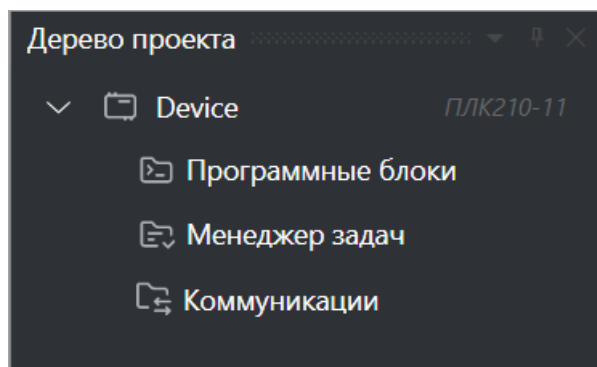 Дерево проекта
Device ПЛК210-11
Программные блоки
Менеджер задач
Коммуникации